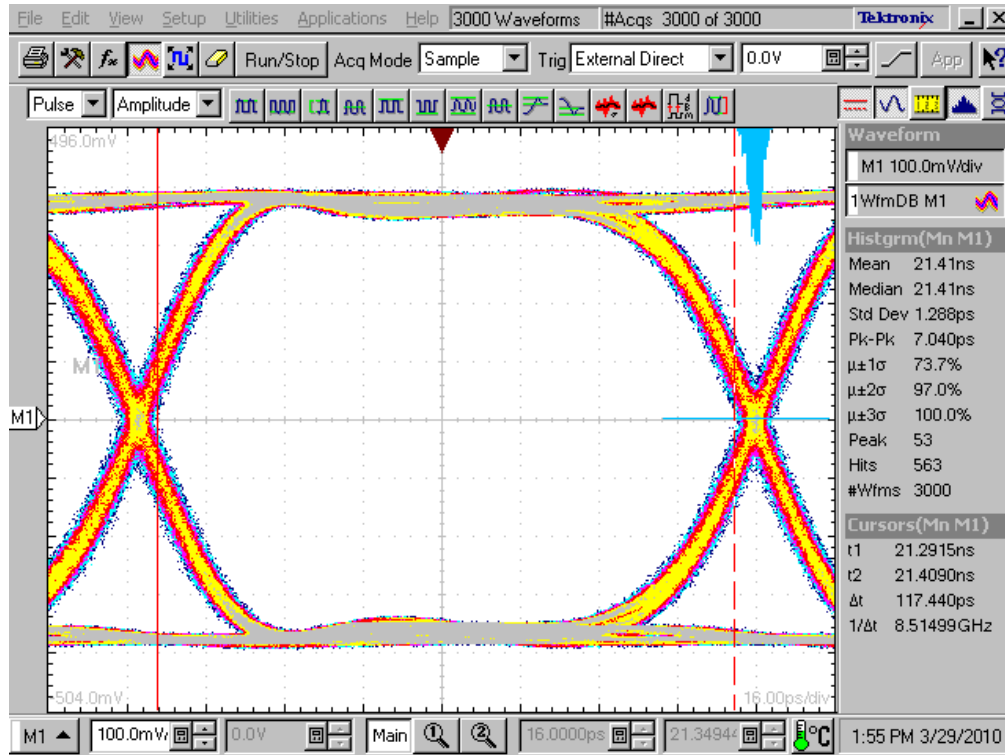 File Edit View Setup Utilities Applications Help 3000 Waveforms #Acqs 3000 of 3000 Tektronix
Run/Stop Acq Mode Sample Trig External Direct 0.0V App
Pulse Amplitude
496.0mV
M1
M1
-504.0mV
16.00ps/div
Waveform
M1 100.0mV/div
1WfmDB M1
Histgrm(Mn M1)
Mean 21.41ns
Median 21.41ns
Std Dev 1.288ps
Pk-Pk 7.040ps
µ±1σ 73.7%
µ±2σ 97.0%
µ±3σ 100.0%
Peak 53
Hits 563
#Wfms 3000
Cursors(Mn M1)
t1 21.2915ns
t2 21.4090ns
Δt 117.440ps
1/Δt 8.51499GHz
M1 100.0mV/ 0.0V Main 1 2 16.0000ps 21.3494 °C 1:55 PM 3/29/2010